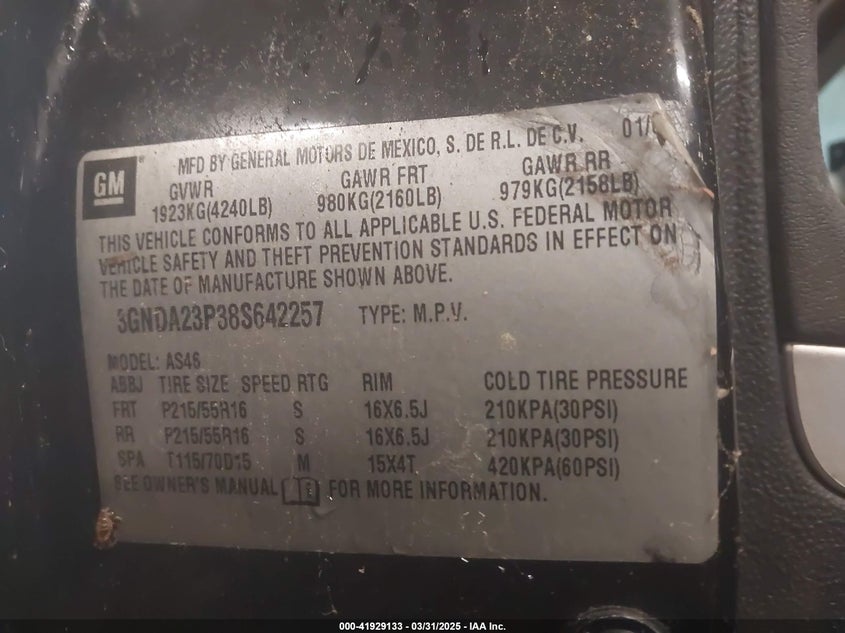 GM
MFD BY GENERAL MOTORS DE MEXICO, S. DE R.L. DE C.V. 01/
GVWR GAWR FRT GAWR RR
1923KG(4240LB) 980KG(2160LB) 979KG(2158LB)
THIS VEHICLE CONFORMS TO ALL APPLICABLE U.S. FEDERAL MOTOR
VEHICLE SAFETY AND THEFT PREVENTION STANDARDS IN EFFECT ON
THE DATE OF MANUFACTURE SHOWN ABOVE.
3GNDA23P38S642257 TYPE: M.P.V.
MODEL: AS46
ABBJ TIRE SIZE SPEED RTG RIM COLD TIRE PRESSURE
FRT P215/55R16 S 16X6.5J 210KPA(30PSI)
RR P215/55R16 S 16X6.5J 210KPA(30PSI)
SPA T115/70D15 M 15X4T 420KPA(60PSI)
SEE OWNER'S MANUAL FOR MORE INFORMATION.
000-41929133 - 03/31/2025 - IAA Inc.